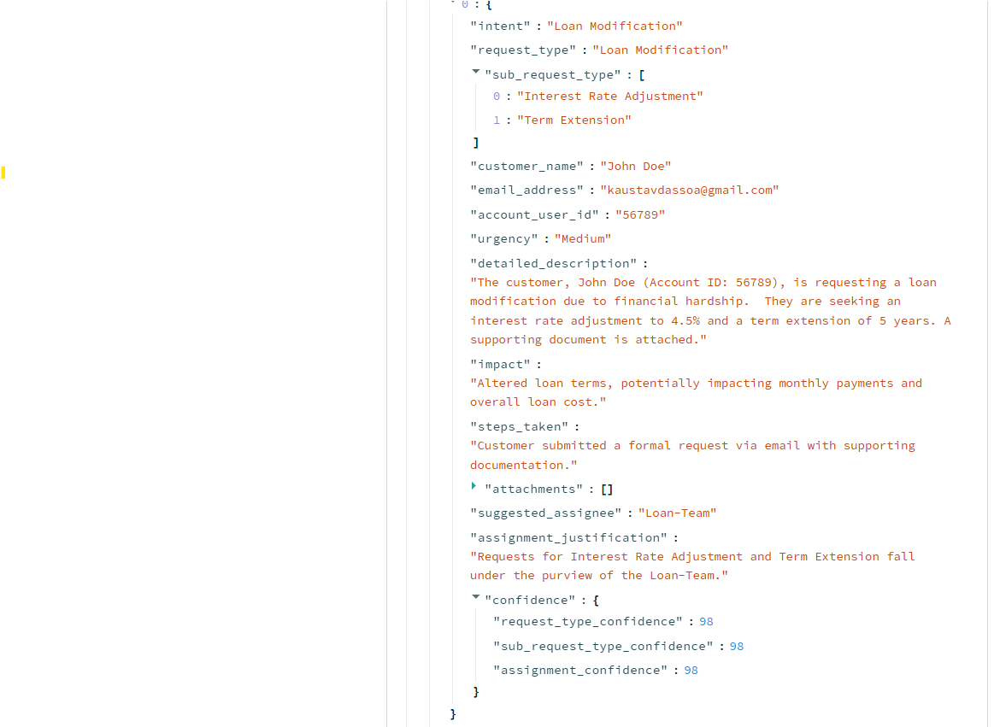 0 : {
"intent" : "Loan Modification"
"request_type" : "Loan Modification"
"sub_request_type" : [
0 : "Interest Rate Adjustment"
1 : "Term Extension"
]
"customer_name" : "John Doe"
"email_address" : "kaustavdassoa@gmail.com"
"account_user_id" : "56789"
"urgency" : "Medium"
"detailed_description" :
"The customer, John Doe (Account ID: 56789), is requesting a loan
modification due to financial hardship.  They are seeking an
interest rate adjustment to 4.5% and a term extension of 5 years. A
supporting document is attached."
"impact" :
"Altered loan terms, potentially impacting monthly payments and
overall loan cost."
"steps_taken" :
"Customer submitted a formal request via email with supporting
documentation."
"attachments" : []
"suggested_assignee" : "Loan-Team"
"assignment_justification" :
"Requests for Interest Rate Adjustment and Term Extension fall
under the purview of the Loan-Team."
"confidence" : {
"request_type_confidence" : 98
"sub_request_type_confidence" : 98
"assignment_confidence" : 98
}
}